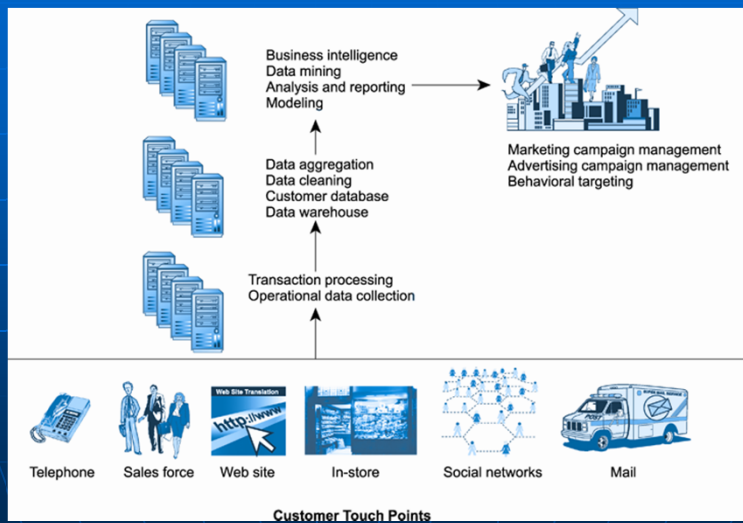 Business intelligence
Data mining
Analysis and reporting
Modeling
Marketing campaign management
Advertising campaign management
Behavioral targeting
Data aggregation
Data cleaning
Customer database
Data warehouse
Transaction processing
Operational data collection
Web Site Translation
http://www
POST
Telephone
Sales force
Web site
In-store
Social networks
Mail
Customer Touch Points